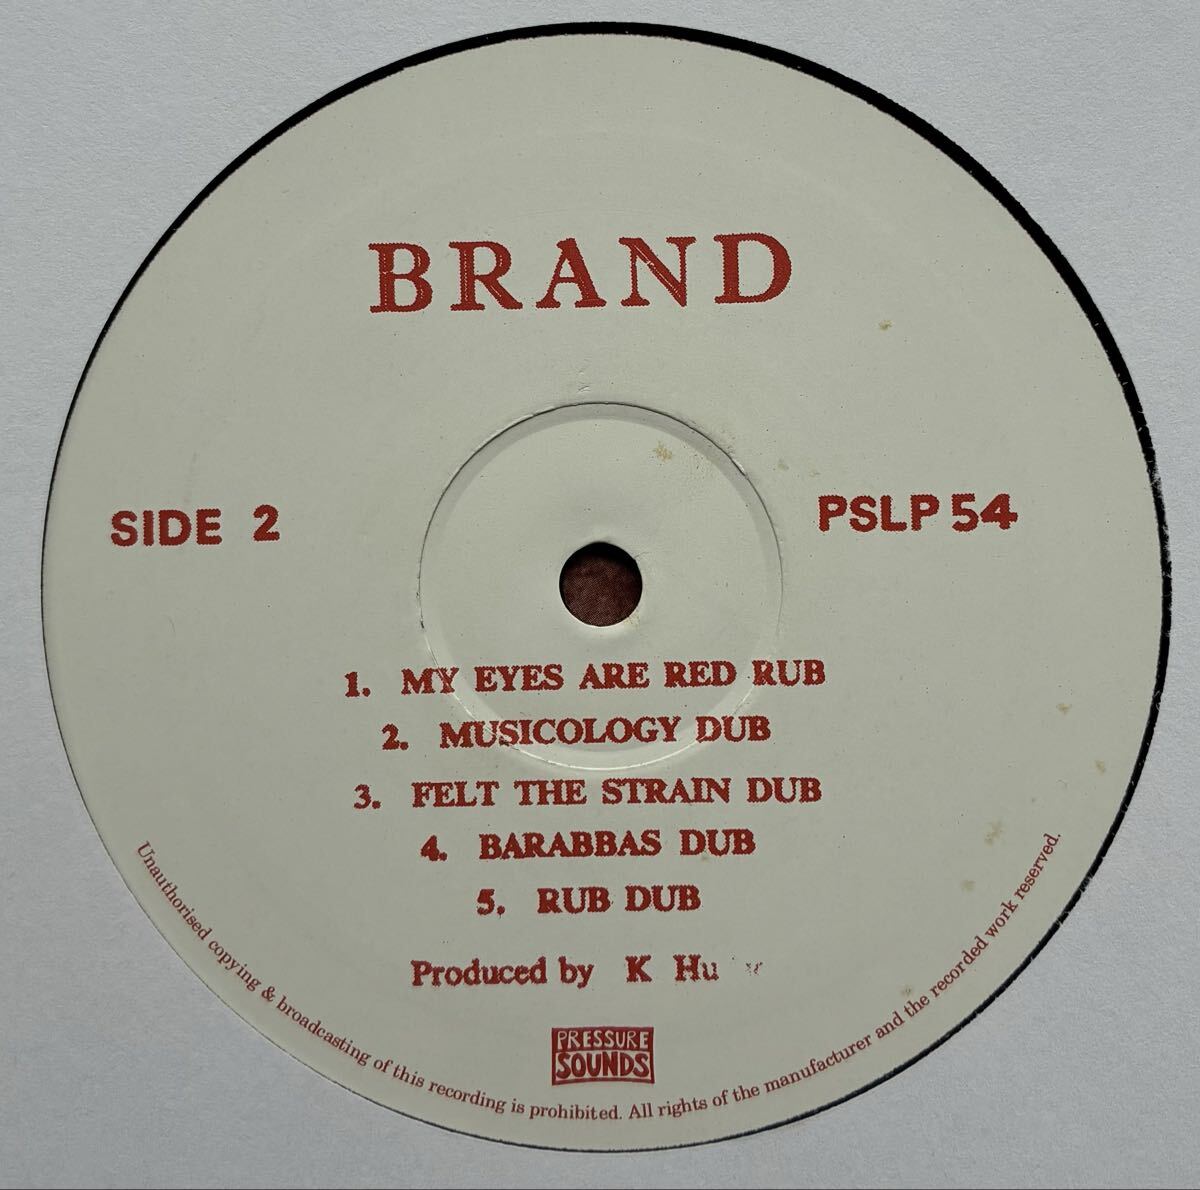 BRAND
SIDE 2
PSLP 54
1. MY EYES ARE RED RUB
2. MUSICOLOGY DUB
3. FELT THE STRAIN DUB
4. BARABBAS DUB
5. RUB DUB
Produced by K Hu
PRESSURE
SOUNDS
Unauthorised copying & broadcasting of this recording is prohibited. All rights of the manufacturer and the recorded work reserved.